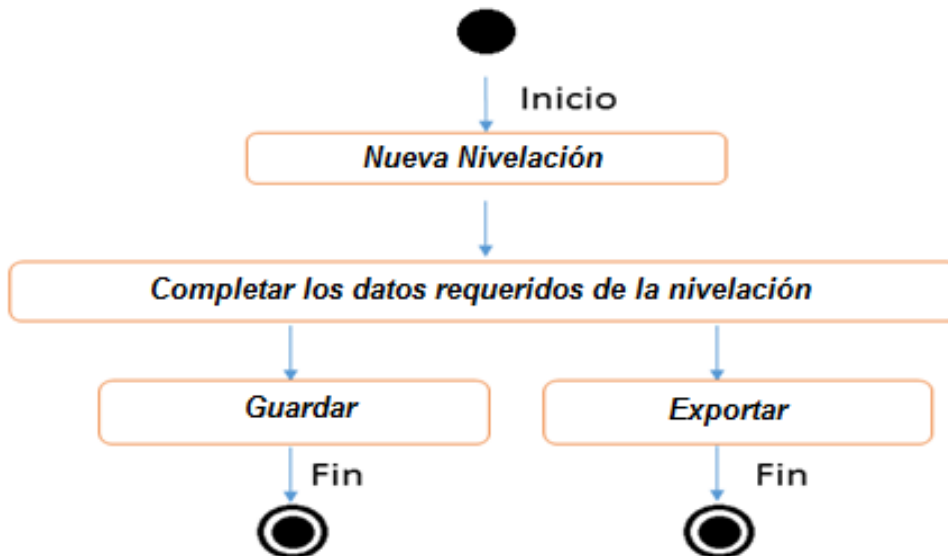 Inicio
Nueva Nivelación
Completar los datos requeridos de la nivelación
Guardar
Exportar
Fin
Fin